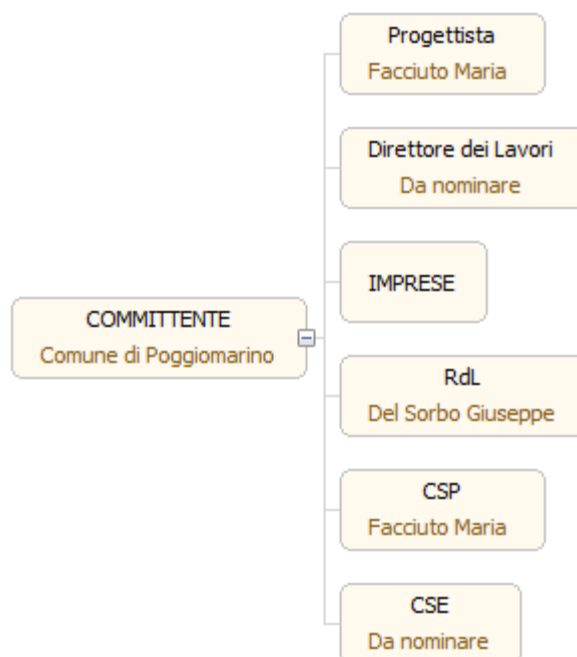 Progettista
Facciuto Maria
Direttore dei Lavori
Da nominare
IMPRESE
COMMITTENTE
Comune di Poggiomarino
RdL
Del Sorbo Giuseppe
CSP
Facciuto Maria
CSE
Da nominare